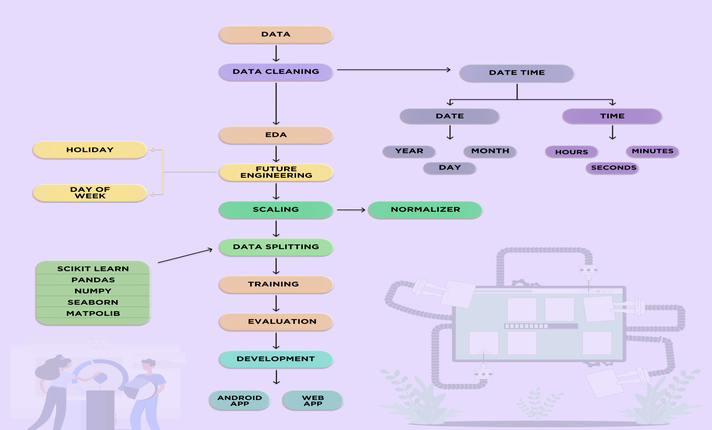 DATA
DATA CLEANING
DATE TIME
DATE
TIME
YEAR
MONTH
DAY
HOURS
MINUTES
SECONDS
EDA
HOLIDAY
FUTURE
ENGINEERING
DAY OF
WEEK
SCALING
NORMALIZER
DATA SPLITTING
SCIKIT LEARN
PANDAS
NUMPY
SEABORN
MATPOLIB
TRAINING
EVALUATION
DEVELOPMENT
ANDROID
APP
WEB
APP